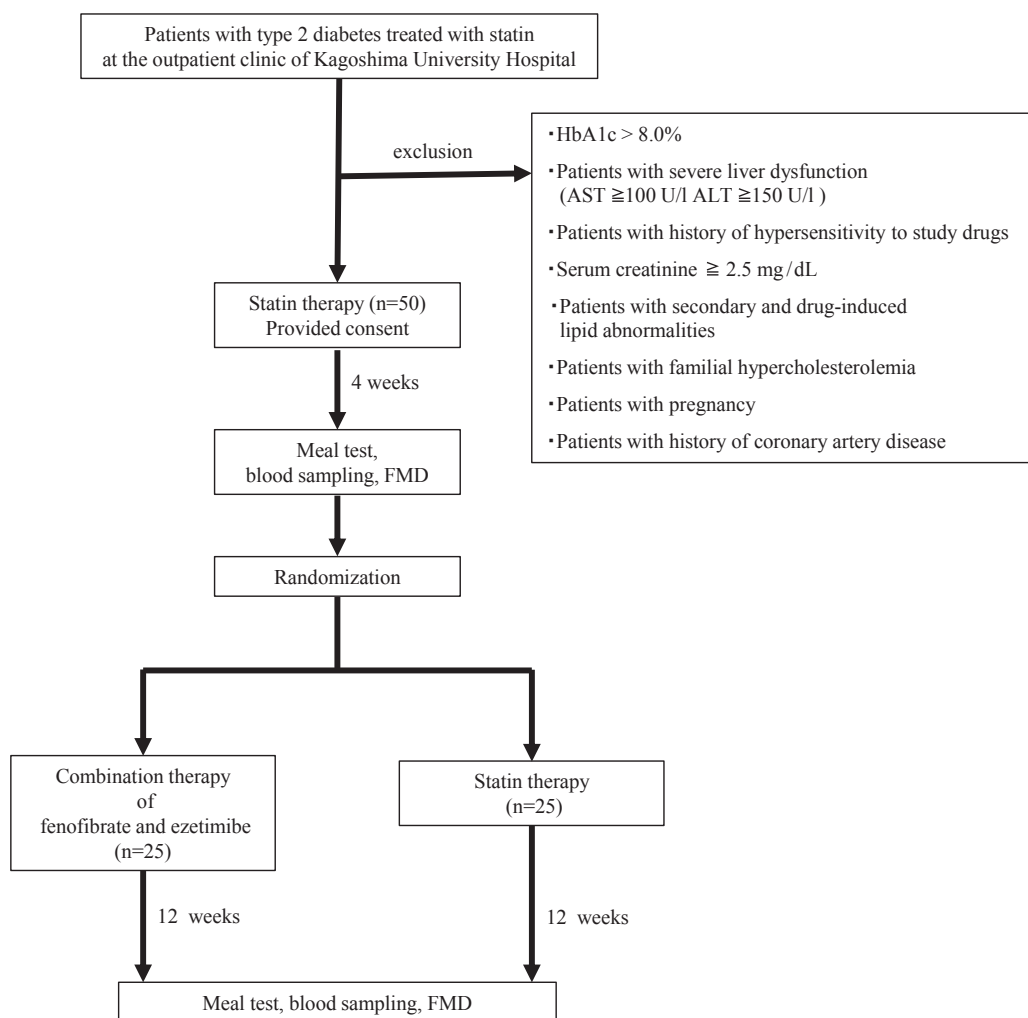 Patients with type 2 diabetes treated with statin
at the outpatient clinic of Kagoshima University Hospital
exclusion
・HbA1c > 8.0%
・Patients with severe liver dysfunction
(AST ≧100 U/l ALT ≧150 U/l )
・Patients with history of hypersensitivity to study drugs
・Serum creatinine ≧ 2.5 mg/dL
・Patients with secondary and drug-induced
lipid abnormalities
・Patients with familial hypercholesterolemia
・Patients with pregnancy
・Patients with history of coronary artery disease
Statin therapy (n=50)
Provided consent
4 weeks
Meal test,
blood sampling, FMD
Randomization
Combination therapy
of
fenofibrate and ezetimibe
(n=25)
Statin therapy
(n=25)
12 weeks
12 weeks
Meal test, blood sampling, FMD